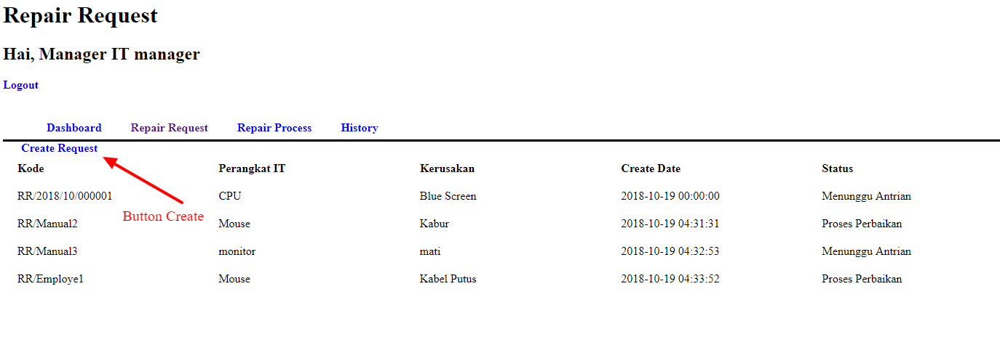 Repair Request
Hai, Manager IT manager
Logout
Dashboard Repair Request Repair Process History
Create Request
Kode Perangkat IT Kerusakan Create Date Status
RR/2018/10/000001 CPU Blue Screen 2018-10-19 00:00:00 Menunggu Antrian
Button Create
RR/Manual2 Mouse Kabur 2018-10-19 04:31:31 Proses Perbaikan
RR/Manual3 monitor mati 2018-10-19 04:32:53 Menunggu Antrian
RR/Employe1 Mouse Kabel Putus 2018-10-19 04:33:52 Proses Perbaikan